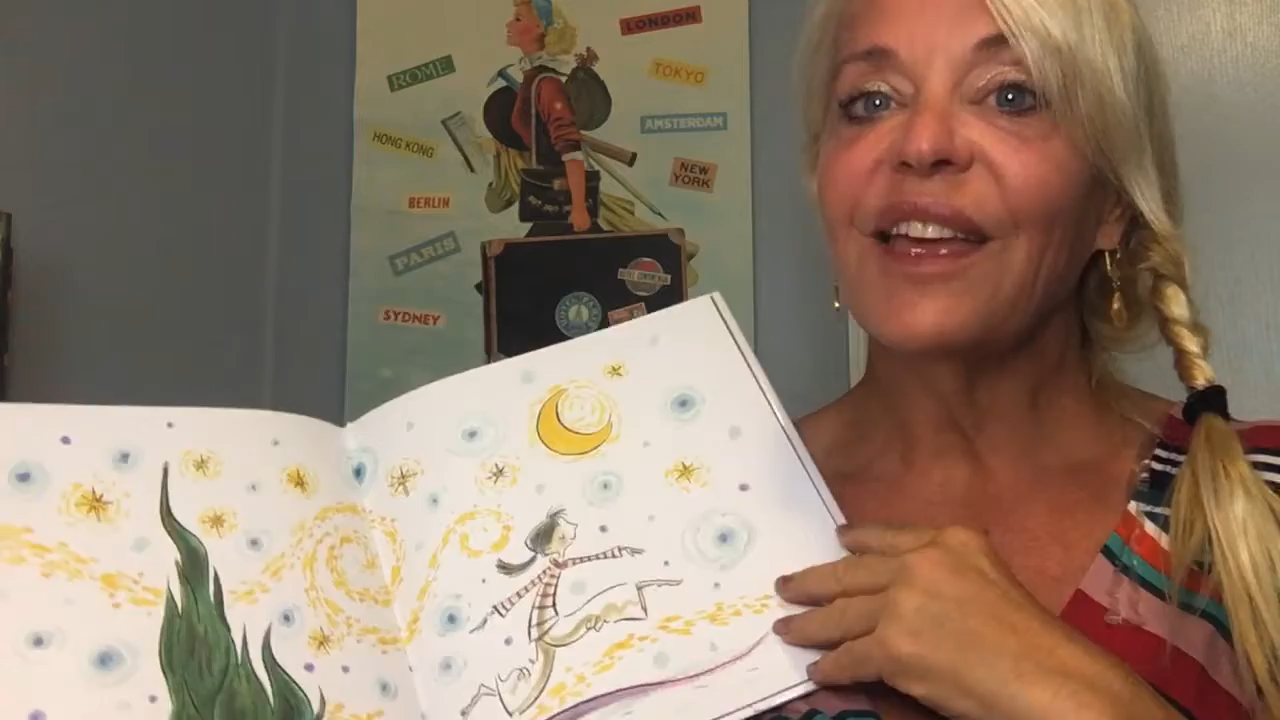 LONDON
ROME
TOKYO
HONG KONG
AMSTERDAM
NEW
YORK
BERLIN
PARIS
SYDNEY